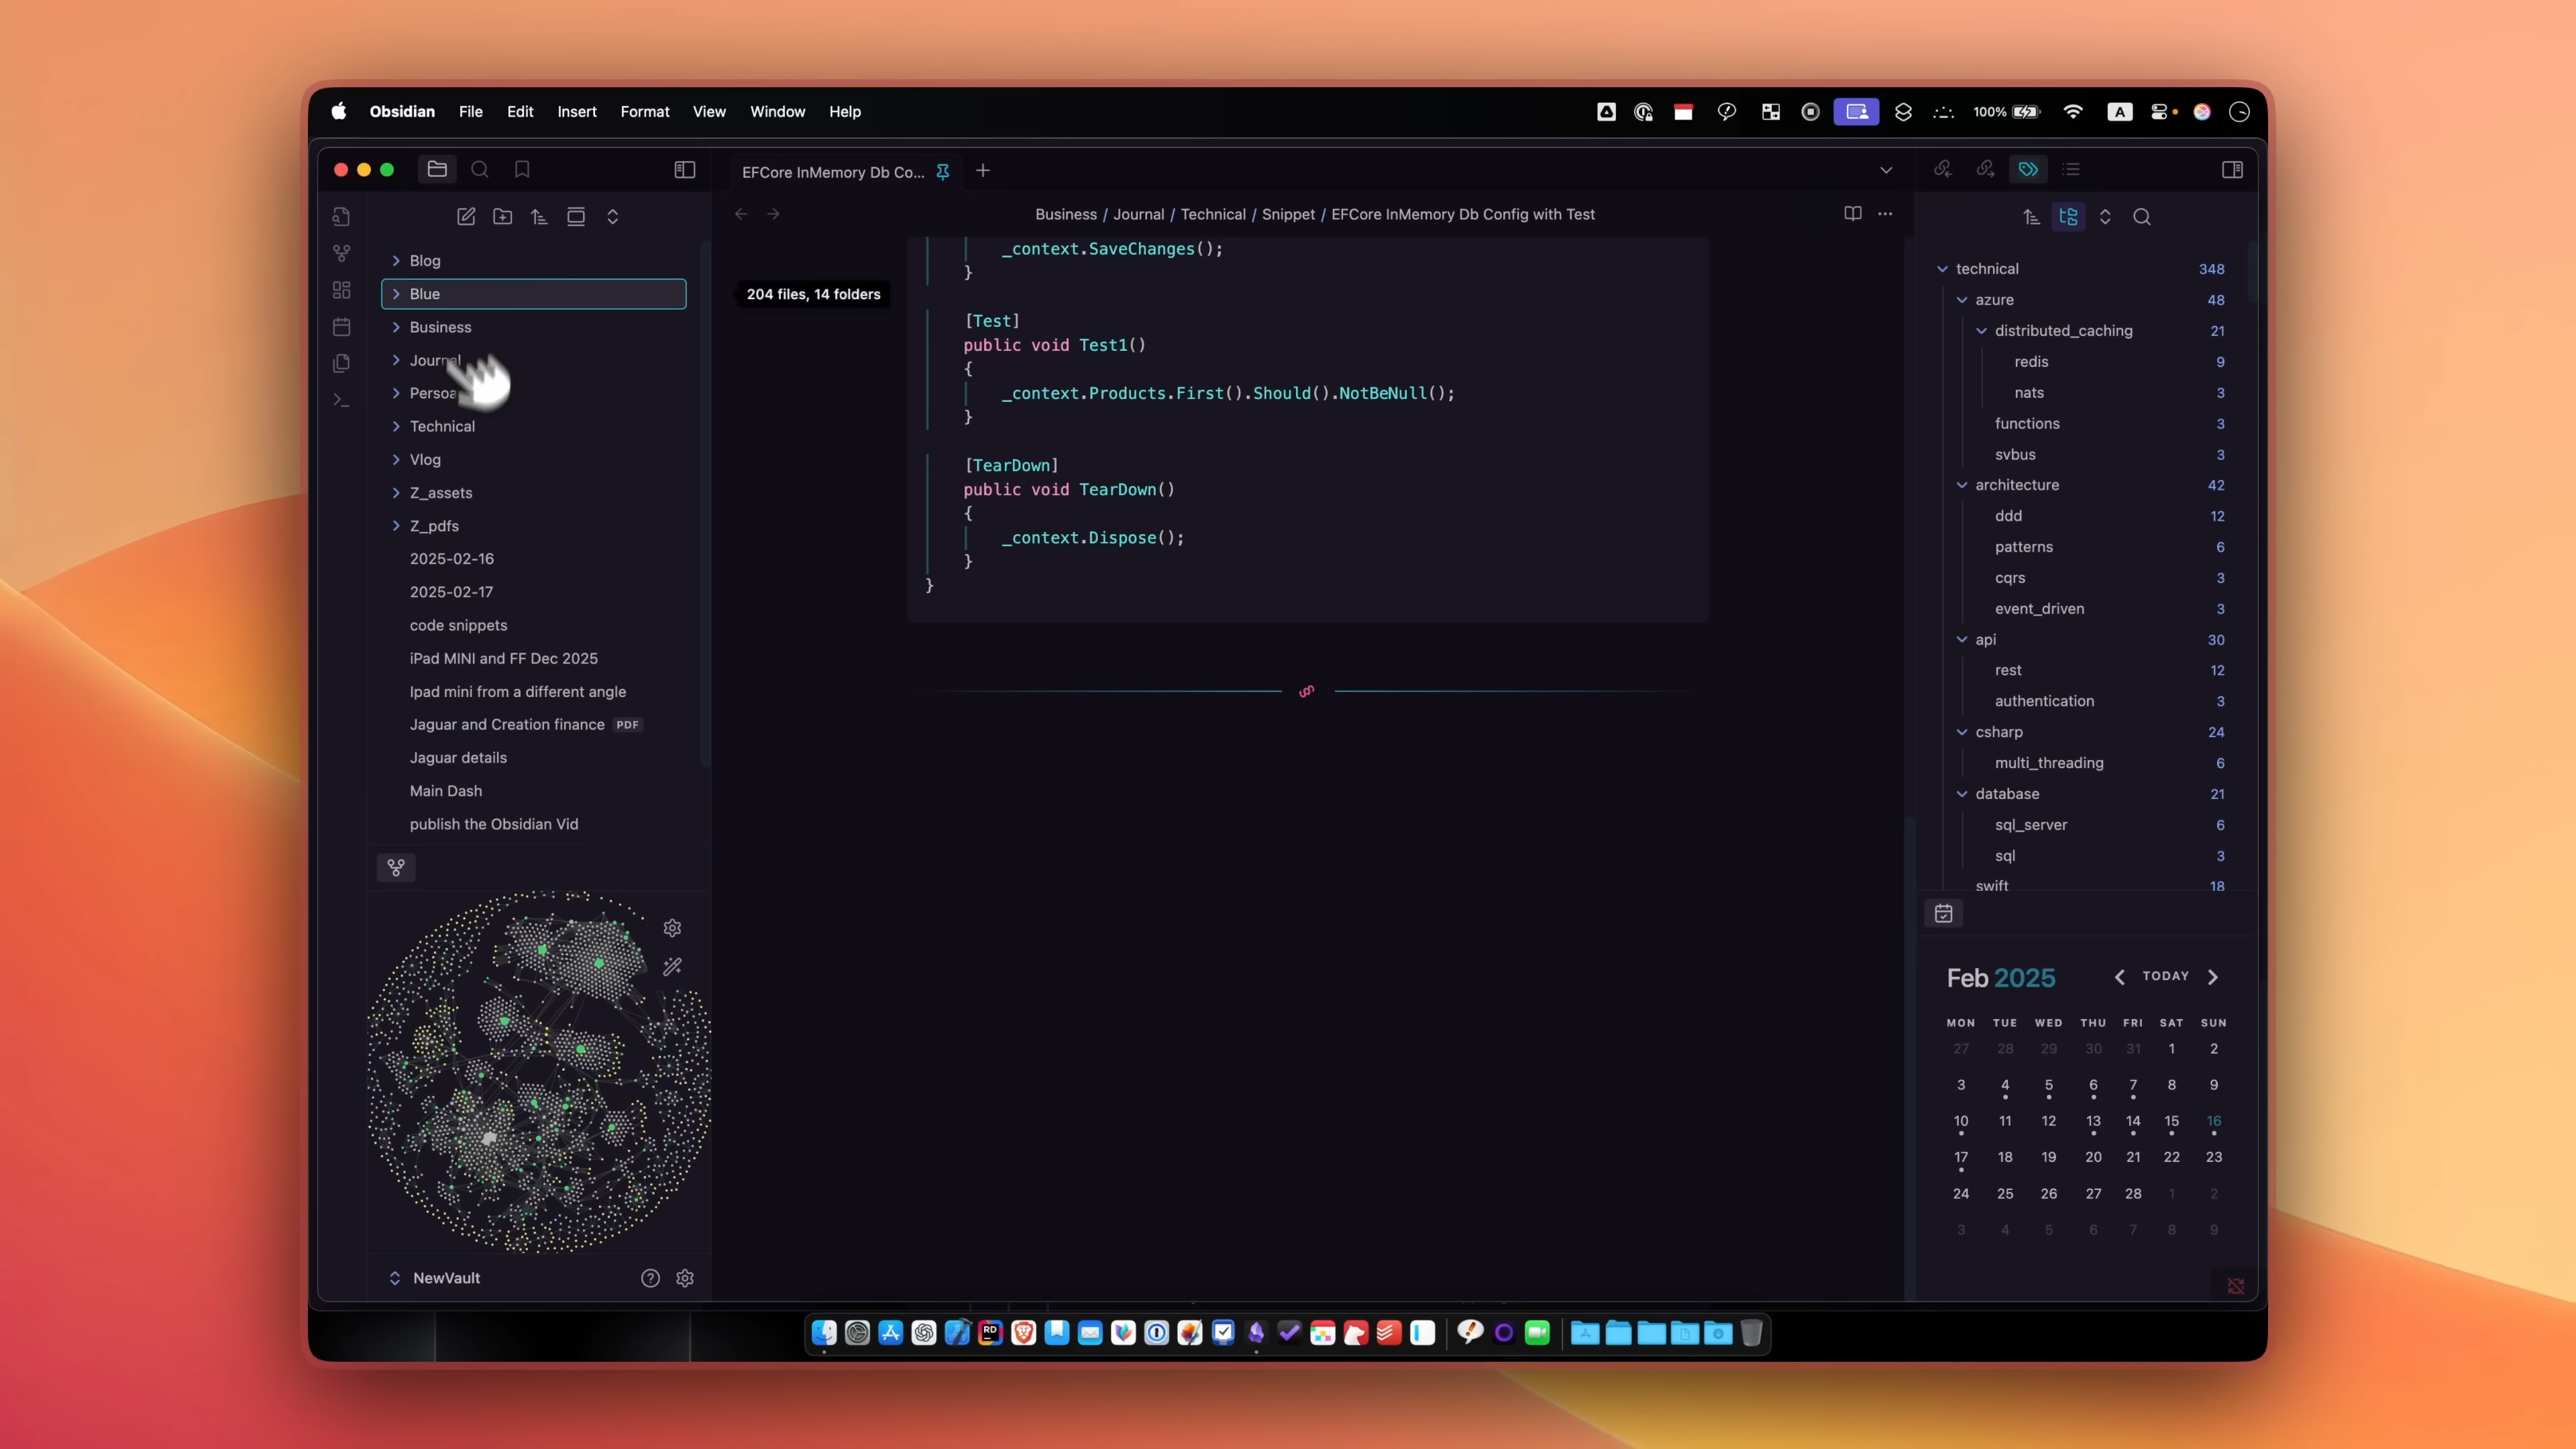 Obsidian File Edit Insert Format View Window Help
100%
A
EFCore InMemory Db Co...
Business / Journal / Technical / Snippet / EFCore InMemory Db Config with Test
Blog
Blue
Business
Journal
Perso
Technical
Vlog
Z_assets
Z_pdfs
2025-02-16
2025-02-17
code snippets
iPad MINI and FF Dec 2025
Ipad mini from a different angle
Jaguar and Creation finance PDF
Jaguar details
Main Dash
publish the Obsidian Vid
NewVault
204 files, 14 folders
_context.SaveChanges();
}
[Test]
public void Test1()
{
_context.Products.First().Should().NotBeNull();
}
[TearDown]
public void TearDown()
{
_context.Dispose();
}
}
technical 348
azure 48
distributed_caching 21
redis 9
nats 3
functions 3
svbus 3
architecture 42
ddd 12
patterns 6
cqrs 3
event_driven 3
api 30
rest 12
authentication 3
csharp 24
multi_threading 6
database 21
sql_server 6
sql 3
swift 18
Feb 2025 TODAY
MON TUE WED THU FRI SAT SUN
27 28 29 30 31 1 2
3 4 5 6 7 8 9
10 11 12 13 14 15 16
17 18 19 20 21 22 23
24 25 26 27 28 1 2
3 4 5 6 7 8 9
RD